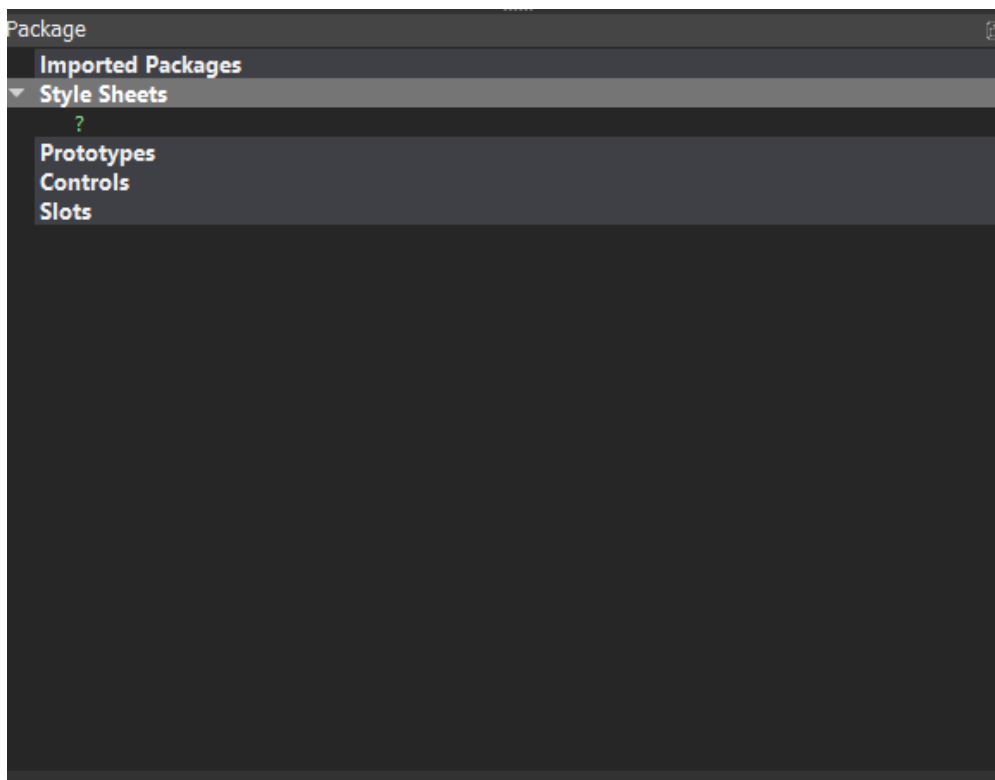 Package
Imported Packages
Style Sheets
?
Prototypes
Controls
Slots